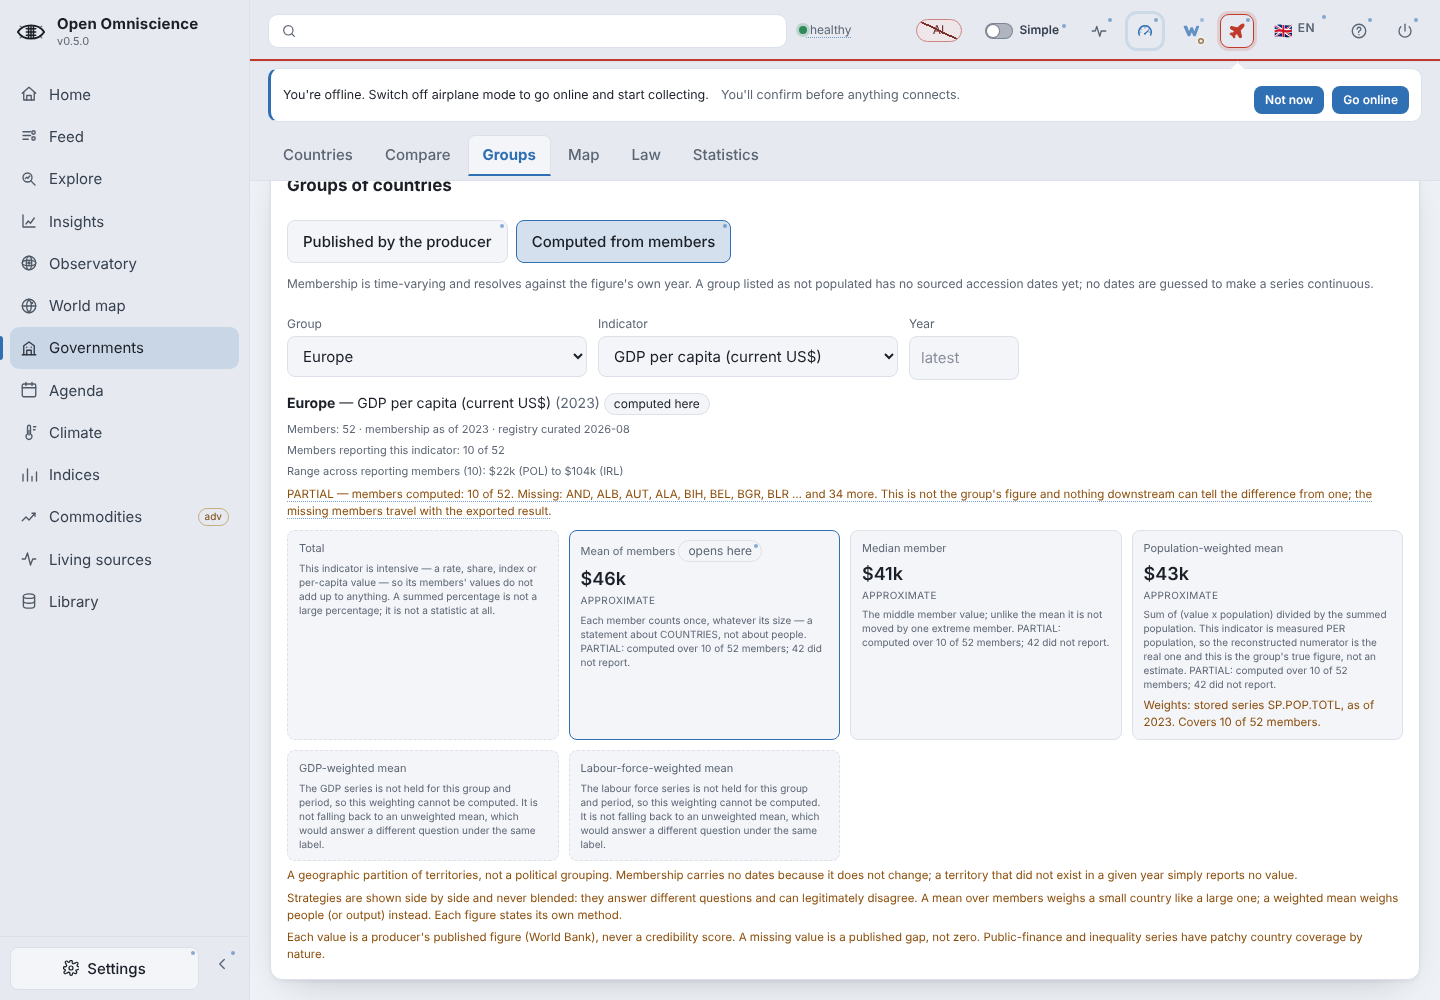 Open Omniscience
v0.5.0
healthy
AI
Simple
EN
Home
Feed
Explore
Insights
Observatory
World map
Governments
Agenda
Climate
Indices
Commodities
adv
Living sources
Library
Settings
You're offline. Switch off airplane mode to go online and start collecting. You'll confirm before anything connects.
Not now
Go online
Countries
Compare
Groups
Map
Law
Statistics
Groups of countries
Published by the producer
Computed from members
Membership is time-varying and resolves against the figure's own year. A group listed as not populated has no sourced accession dates yet; no dates are guessed to make a series continuous.
Group
Indicator
Year
Europe
GDP per capita (current US$)
latest
Europe — GDP per capita (current US$) (2023) computed here
Members: 52 · membership as of 2023 · registry curated 2026-08
Members reporting this indicator: 10 of 52
Range across reporting members (10): $22k (POL) to $104k (IRL)
PARTIAL — members computed: 10 of 52. Missing: AND, ALB, AUT, ALA, BIH, BEL, BGR, BLR … and 34 more. This is not the group's figure and nothing downstream can tell the difference from one; the
missing members travel with the exported result.
Total
This indicator is intensive — a rate, share, index or
per-capita value — so its members' values do not
add up to anything. A summed percentage is not a
large percentage; it is not a statistic at all.
Mean of members opens here
$46k
APPROXIMATE
Each member counts once, whatever its size — a
statement about COUNTRIES, not about people.
PARTIAL: computed over 10 of 52 members; 42 did
not report.
Median member
$41k
APPROXIMATE
The middle member value; unlike the mean it is not
moved by one extreme member. PARTIAL:
computed over 10 of 52 members; 42 did not report.
Population-weighted mean
$43k
APPROXIMATE
Sum of (value x population) divided by the summed
population. This indicator is measured PER
population, so the reconstructed numerator is the
real one and this is the group's true figure, not an
estimate. PARTIAL: computed over 10 of 52
members; 42 did not report.
Weights: stored series SP.POP.TOTL, as of
2023. Covers 10 of 52 members.
GDP-weighted mean
The GDP series is not held for this group and
period, so this weighting cannot be computed. It is
not falling back to an unweighted mean, which
would answer a different question under the same
label.
Labour-force-weighted mean
The labour force series is not held for this group
and period, so this weighting cannot be computed.
It is not falling back to an unweighted mean, which
would answer a different question under the same
label.
A geographic partition of territories, not a political grouping. Membership carries no dates because it does not change; a territory that did not exist in a given year simply reports no value.
Strategies are shown side by side and never blended: they answer different questions and can legitimately disagree. A mean over members weighs a small country like a large one; a weighted mean weighs
people (or output) instead. Each figure states its own method.
Each value is a producer's published figure (World Bank), never a credibility score. A missing value is a published gap, not zero. Public-finance and inequality series have patchy country coverage by
nature.